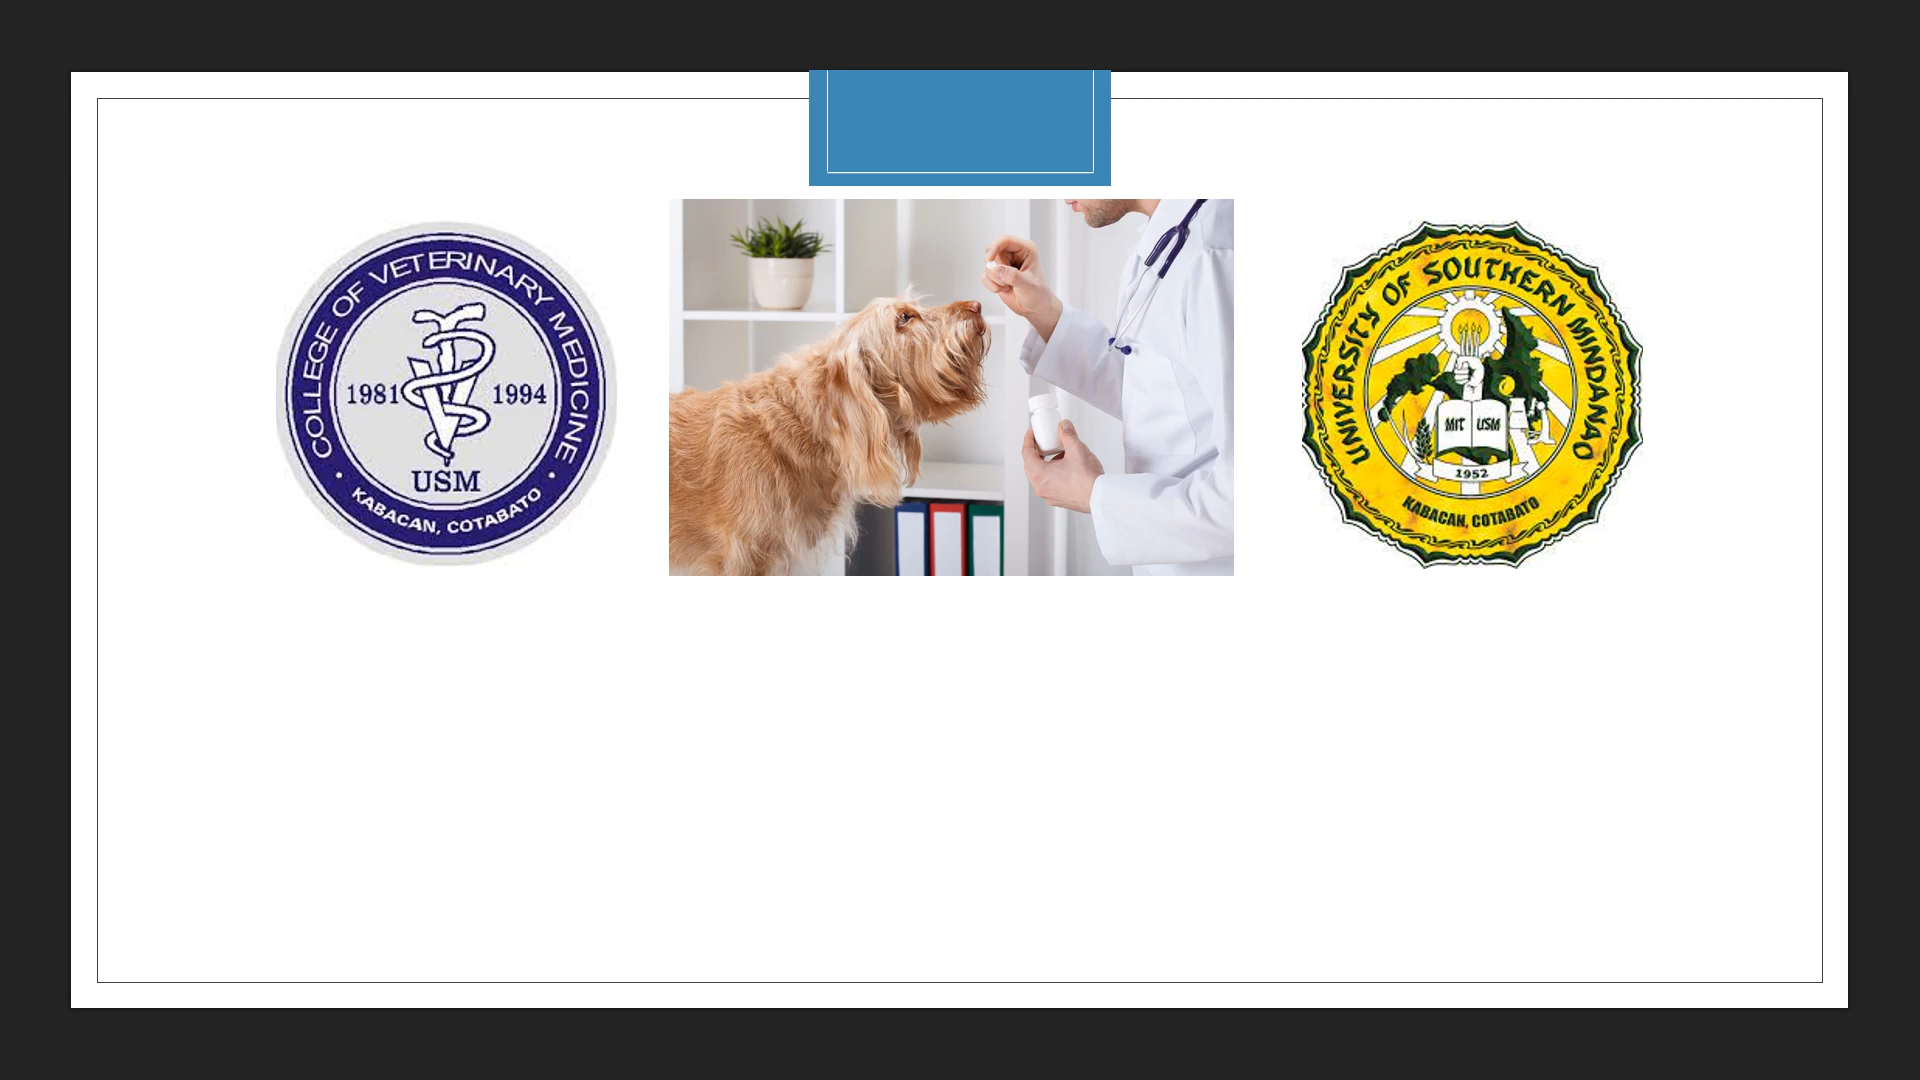 COLLEGE OF VETERINARY MEDICINE
1981 1994
USM
KABACAN, COTABATO
UNIVERSITY OF SOUTHERN MINDANAO
MIT USM
1952
KABACAN, COTABATO